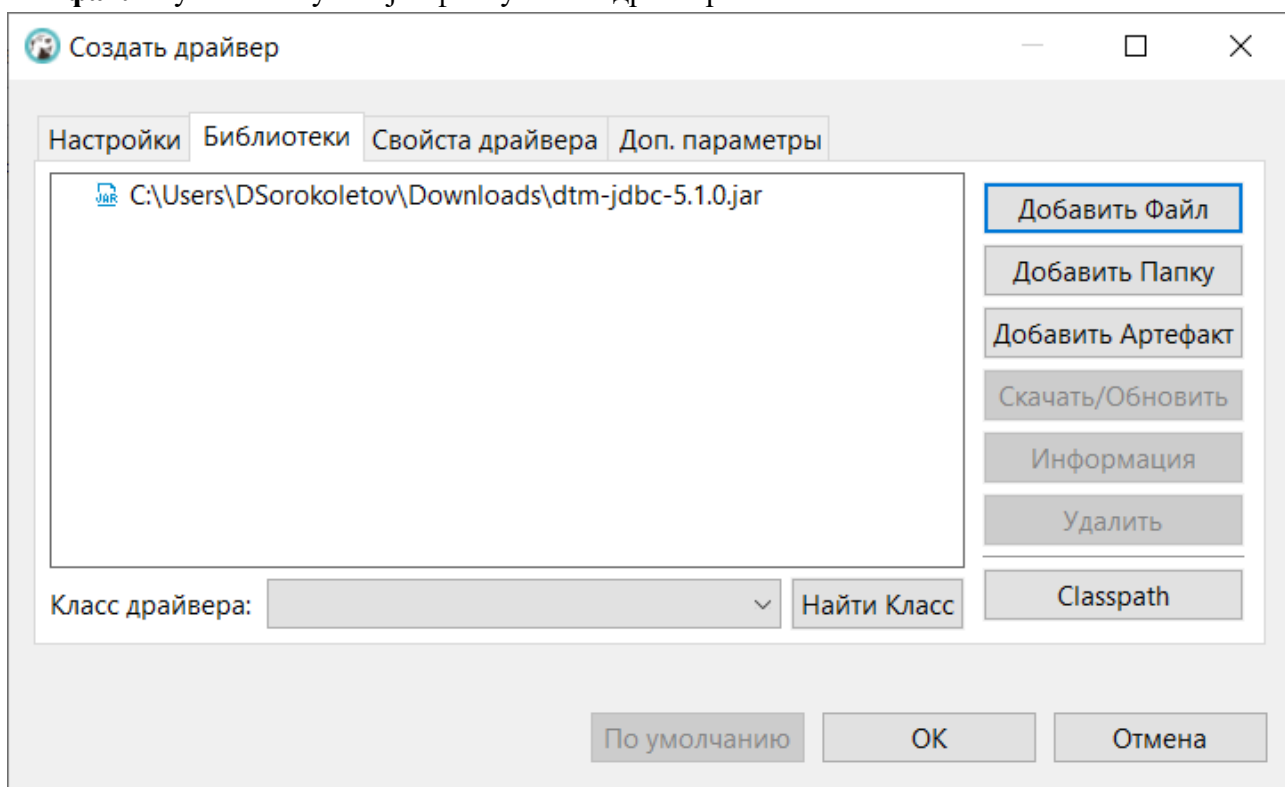 Создать драйвер
Настройки Библиотеки Свойста драйвера Доп. параметры
C:\Users\DSorokoletov\Downloads\dtm-jdbc-5.1.0.jar
Добавить Файл
Добавить Папку
Добавить Артефакт
Скачать/Обновить
Информация
Удалить
Classpath
Класс драйвера:
Найти Класс
По умолчанию OK Отмена